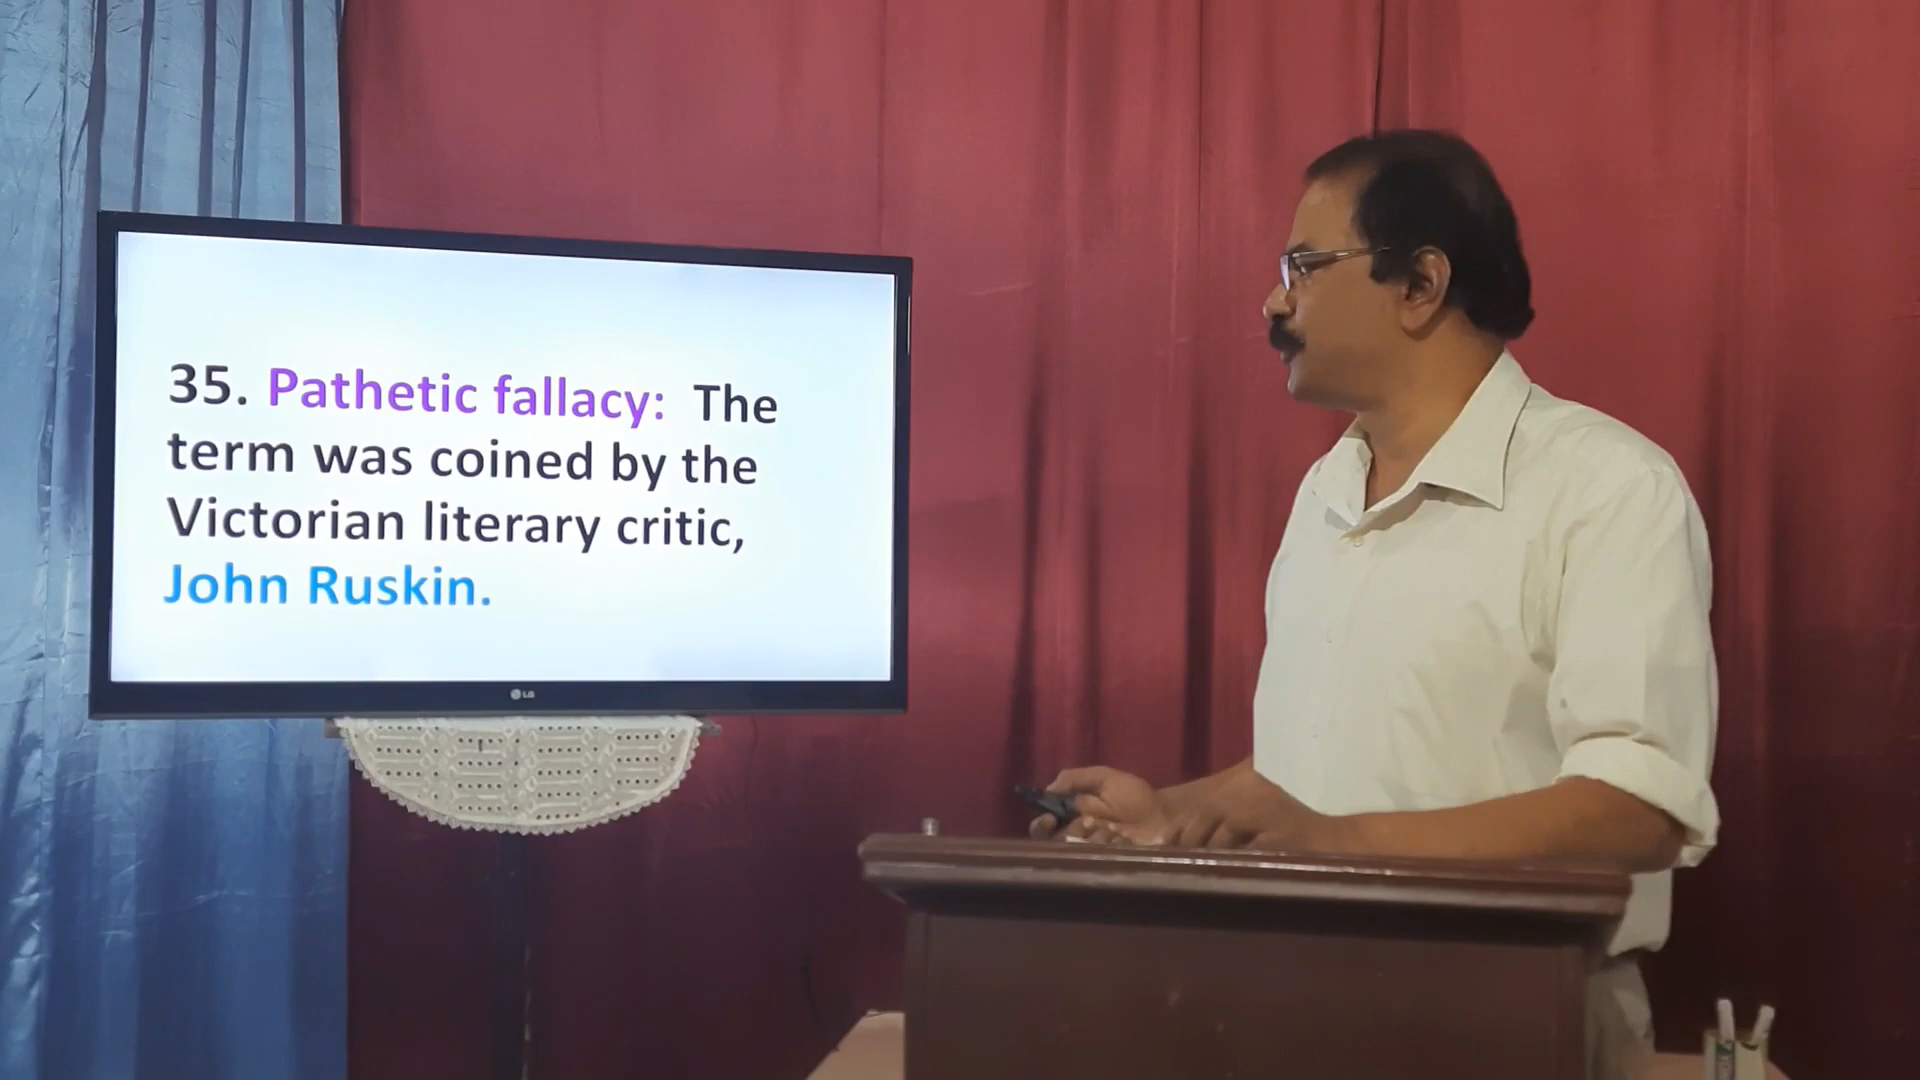 35. Pathetic fallacy: The
term was coined by the
Victorian literary critic,
John Ruskin.
LG